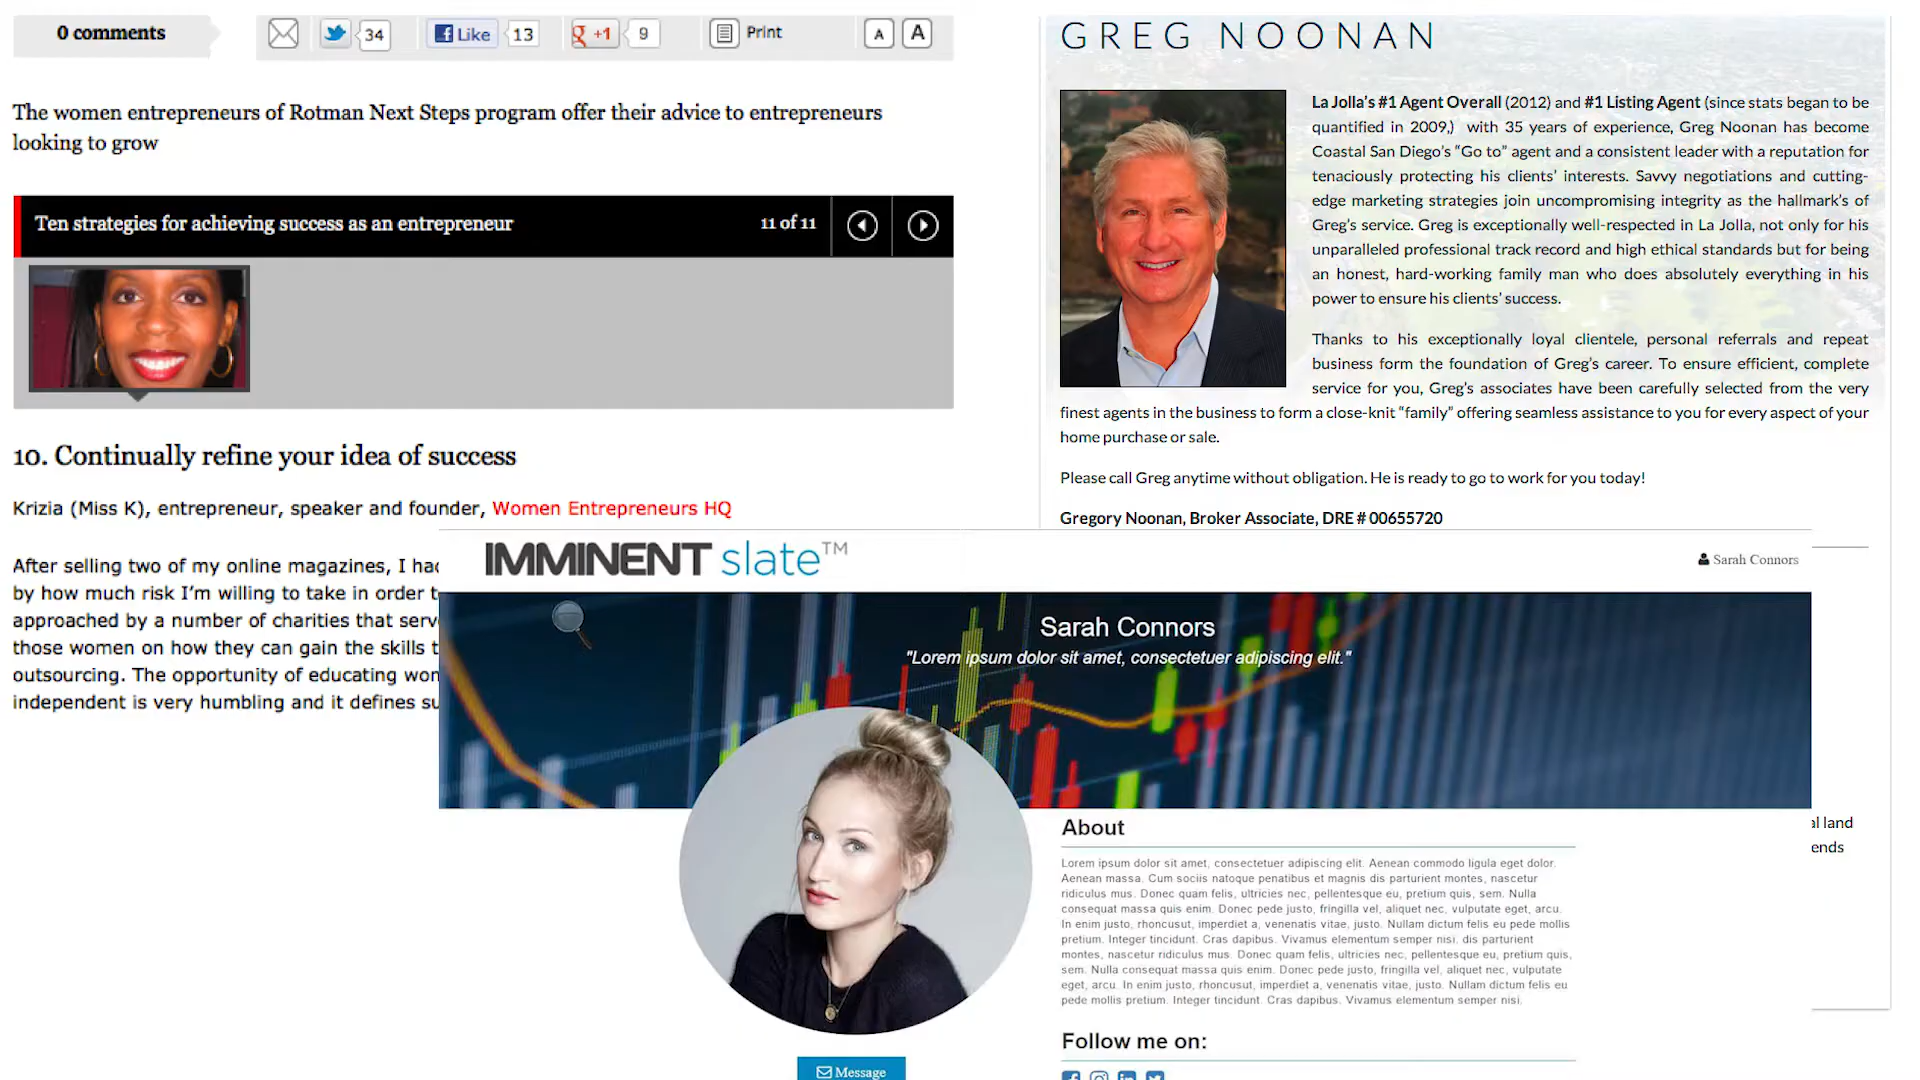 0 comments
34
Like
13
+1
9
Print
A
A
The women entrepreneurs of Rotman Next Steps program offer their advice to entrepreneurs
looking to grow
Ten strategies for achieving success as an entrepreneur
11 of 11
10. Continually refine your idea of success
Krizia (Miss K), entrepreneur, speaker and founder, Women Entrepreneurs HQ
After selling two of my online magazines, I had
by how much risk I'm willing to take in order t
approached by a number of charities that serv
those women on how they can gain the skills t
outsourcing. The opportunity of educating won
independent is very humbling and it defines su
GREG NOONAN
La Jolla's #1 Agent Overall (2012) and #1 Listing Agent (since stats began to be
quantified in 2009,) with 35 years of experience, Greg Noonan has become
Coastal San Diego's "Go to" agent and a consistent leader with a reputation for
tenaciously protecting his clients' interests. Savvy negotiations and cutting-
edge marketing strategies join uncompromising integrity as the hallmark's of
Greg's service. Greg is exceptionally well-respected in La Jolla, not only for his
unparalleled professional track record and high ethical standards but for being
an honest, hard-working family man who does absolutely everything in his
power to ensure his clients' success.
Thanks to his exceptionally loyal clientele, personal referrals and repeat
business form the foundation of Greg's career. To ensure efficient, complete
service for you, Greg's associates have been carefully selected from the very
finest agents in the business to form a close-knit "family" offering seamless assistance to you for every aspect of your
home purchase or sale.
Please call Greg anytime without obligation. He is ready to go to work for you today!
Gregory Noonan, Broker Associate, DRE # 00655720
al land
ends
IMMINENT slate™
Sarah Connors
Sarah Connors
"Lorem ipsum dolor sit amet, consectetuer adipiscing elit."
About
Lorem ipsum dolor sit amet, consectetuer adipiscing elit. Aenean commodo ligula eget dolor.
Aenean massa. Cum sociis natoque penatibus et magnis dis parturient montes, nascetur
ridiculus mus. Donec quam felis, ultricies nec, pellentesque eu, pretium quis, sem. Nulla
consequat massa quis enim. Donec pede justo, fringilla vel, aliquet nec, vulputate eget, arcu.
In enim justo, rhoncusut, imperdiet a, venenatis vitae, justo. Nullam dictum felis eu pede mollis
pretium. Integer tincidunt. Cras dapibus. Vivamus elementum semper nisi. dis parturient
montes, nascetur ridiculus mus. Donec quam felis, ultricies nec, pellentesque eu, pretium quis,
sem. Nulla consequat massa quis enim. Donec pede justo, fringilla vel, aliquet nec, vulputate
eget, arcu. In enim justo, rhoncusut, imperdiet a, venenatis vitae, justo. Nullam dictum felis eu
pede mollis pretium. Integer tincidunt. Cras dapibus. Vivamus elementum semper nisi.
Follow me on:
Message